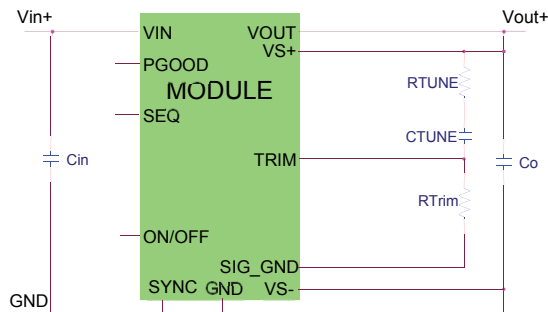 Vin+
Vout+
VIN
VOUT
VS+
PGOOD
RTUNE
MODULE
SEQ
CTUNE
TRIM
Cin
Co
RTrim
ON/OFF
SIG_GND
SYNC
GND
VS-
GND